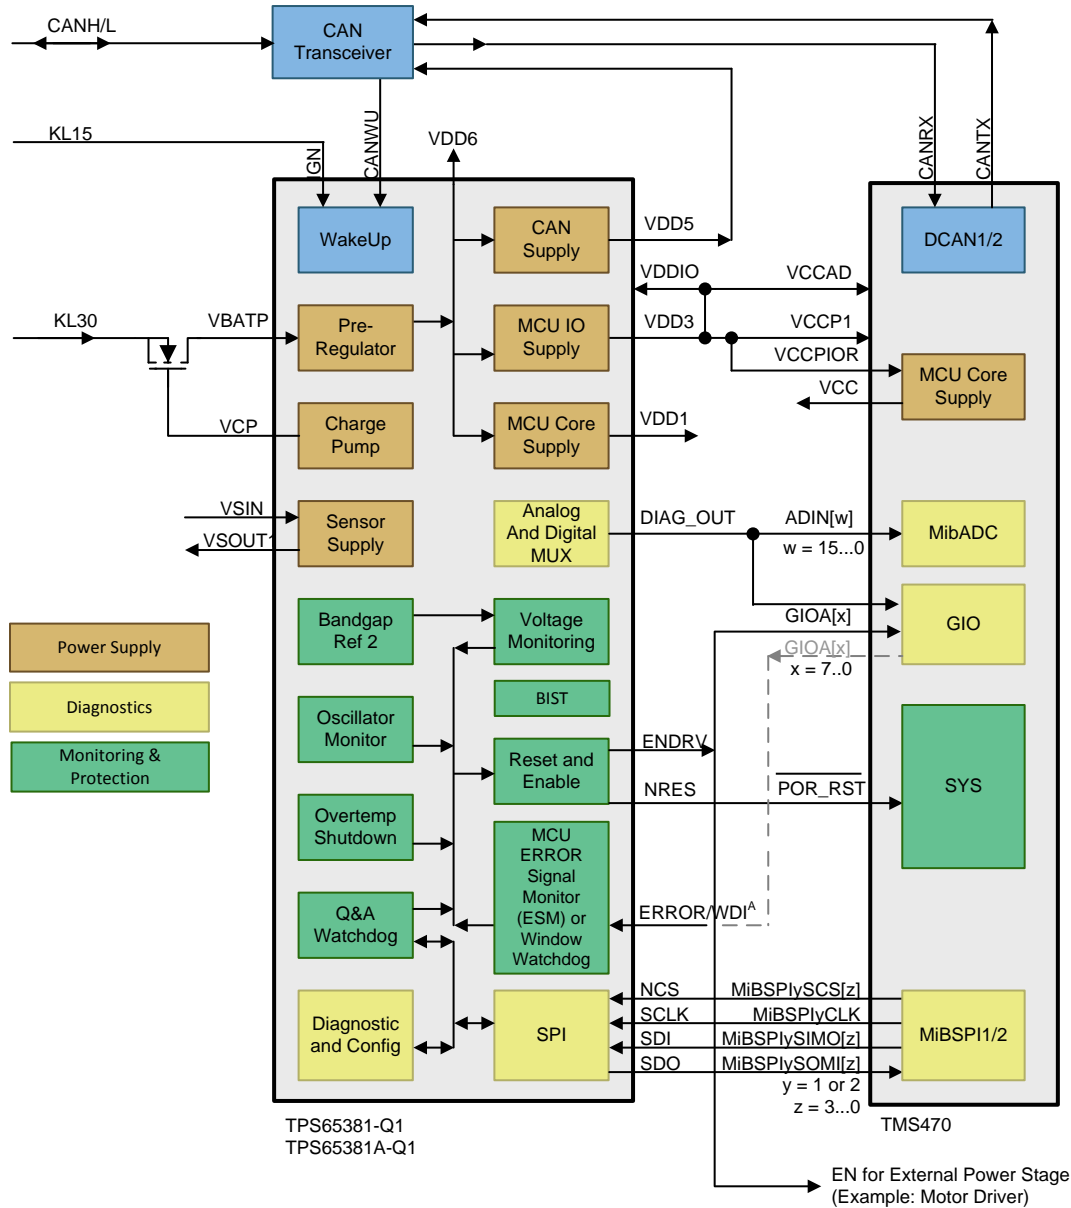 CANH/L
CAN
Transceiver
KL15
IGN
CANWU
VDD6
CANRX
CANTX
WakeUp
CAN
Supply
VDD5
DCAN1/2
VDDIO
VCCAD
KL30
VBATP
Pre-
Regulator
MCU IO
Supply
VDD3
VCCP1
VCCPIOR
VCC
MCU Core
Supply
VCP
Charge
Pump
MCU Core
Supply
VDD1
VSIN
VSOUT1
Sensor
Supply
Analog
And Digital
MUX
DIAG_OUT
ADIN[w]
w = 15...0
MibADC
Bandgap
Ref 2
Voltage
Monitoring
GIOA[x]
GIOA[x]
x = 7..0
GIO
Power Supply
Diagnostics
Monitoring &
Protection
BIST
Oscillator
Monitor
Reset and
Enable
ENDRV
NRES
POR_RST
SYS
Overtemp
Shutdown
MCU
ERROR
Signal
Monitor
(ESM) or
Window
Watchdog
Q&A
Watchdog
ERROR/WDI^A
Diagnostic
and Config
SPI
NCS
MiBSPIySCS[z]
SCLK
MiBSPIyCLK
SDI
MiBSPIySIMO[z]
SDO
MiBSPIySOMI[z]
y = 1 or 2
z = 3...0
MiBSPI1/2
TPS65381-Q1
TPS65381A-Q1
TMS470
EN for External Power Stage
(Example: Motor Driver)